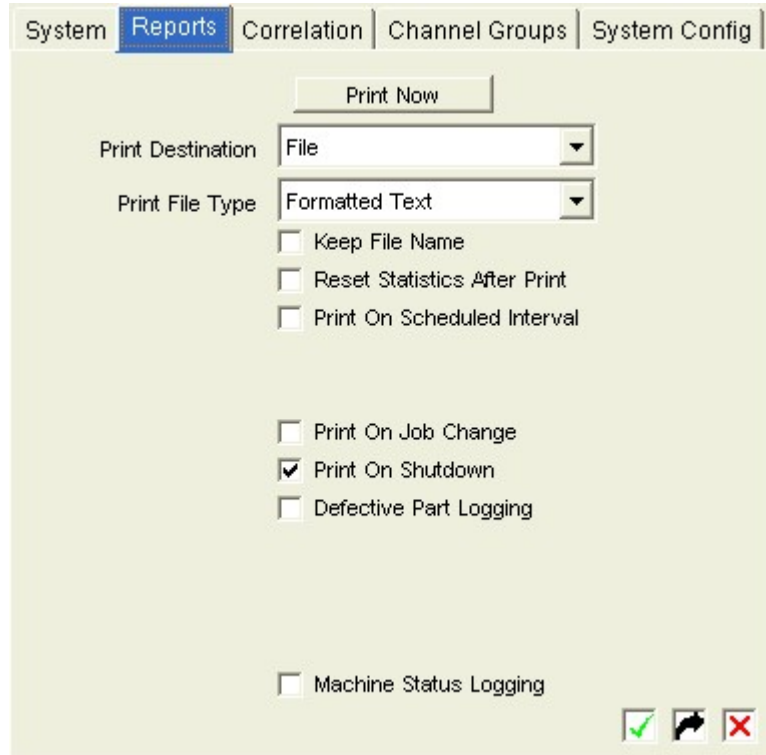 System Reports Correlation Channel Groups System Config
Print Now
Print Destination File
Print File Type Formatted Text
Keep File Name
Reset Statistics After Print
Print On Scheduled Interval
Print On Job Change
Print On Shutdown
Defective Part Logging
Machine Status Logging